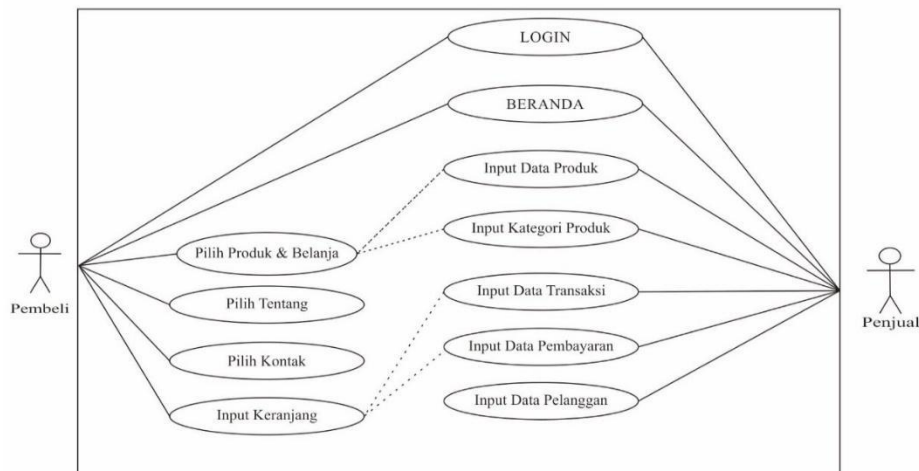 LOGIN
BERANDA
Input Data Produk
Input Kategori Produk
Pilih Produk & Belanja
Input Data Transaksi
Pilih Tentang
Pembeli
Penjual
Input Data Pembayaran
Pilih Kontak
Input Data Pelanggan
Input Keranjang